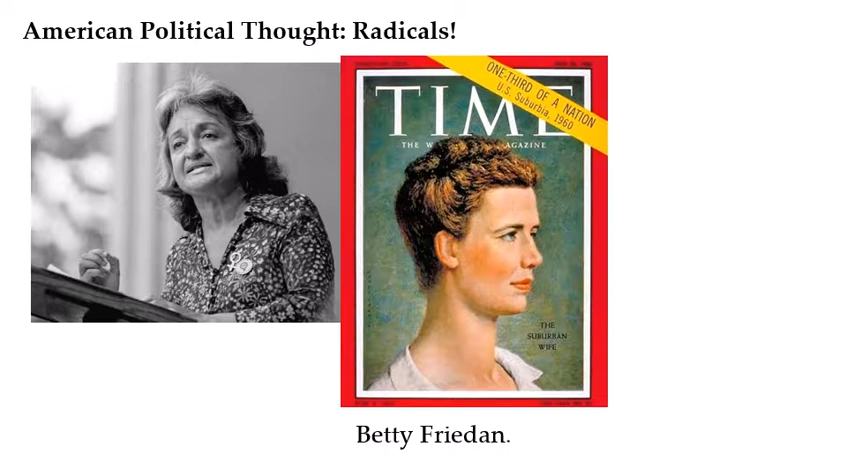 American Political Thought: Radicals!
ONE-THIRD OF A NATION
U.S. Suburbia, 1960
TIME
THE W AGAZINE
THE
SUBURBAN
WIFE
Betty Friedan.